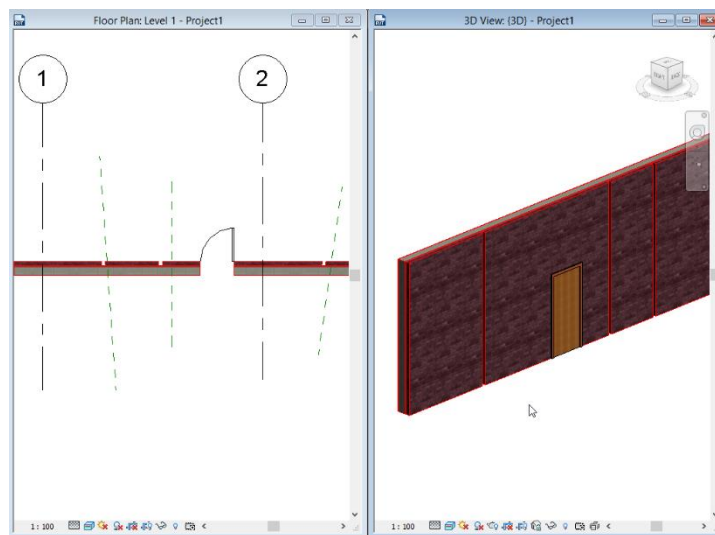 Floor Plan: Level 1 - Project1
1
2
1 : 100
3D View: {3D} - Project1
1 : 100